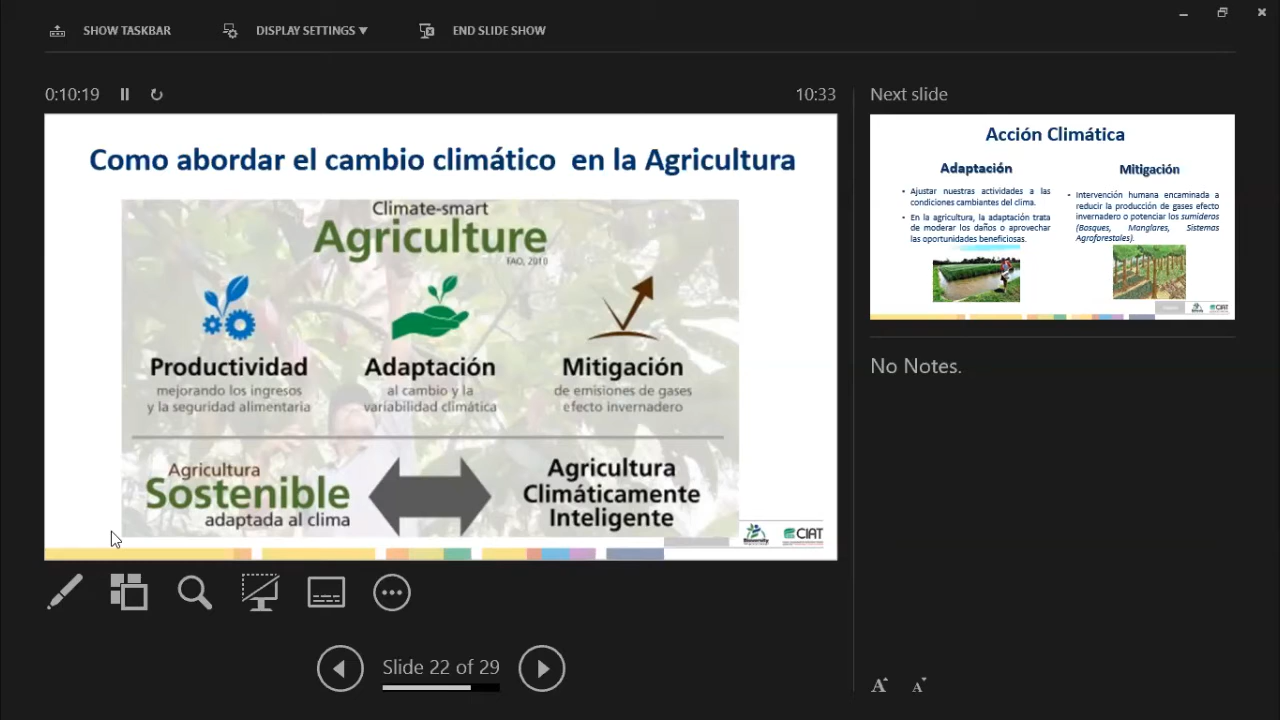 SHOW TASKBAR
DISPLAY SETTINGS
END SLIDE SHOW
0:10:19
10:33
Next slide
Como abordar el cambio climático en la Agricultura
Climate-smart
Agriculture
FAO, 2010
Productividad
mejorando los ingresos
y la seguridad alimentaria
Adaptación
al cambio y la
variabilidad climática
Mitigación
de emisiones de gases
efecto invernadero
Agricultura
Sostenible
adaptada al clima
Agricultura
Climáticamente
Inteligente
Bioversity
CIAT
Acción Climática
Adaptación
• Ajustar nuestras actividades a las
condiciones cambiantes del clima.
• En la agricultura, la adaptación trata
de moderar los daños o aprovechar
las oportunidades beneficiosas.
Mitigación
• Intervención humana encaminada a
reducir la producción de gases efecto
invernadero o potenciar los sumideros
(Bosques, Manglares, Sistemas
Agroforestales).
CIAT
No Notes.
Slide 22 of 29
A A